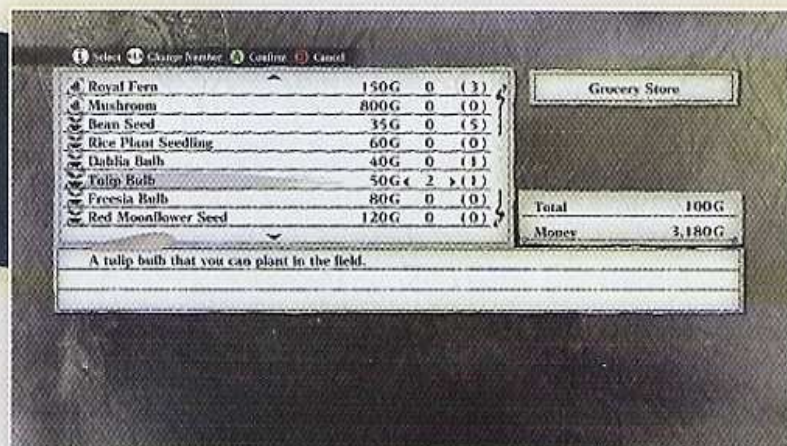 Select Change Number A Confirm Cancel
Royal Fern 150G 0 (3)
Mushroom 800G 0 (0)
Bean Seed 35G 0 (5)
Rice Plant Seedling 60G 0 (0)
Dahlia Bulb 40G 0 (1)
Tulip Bulb 50G 2 (1)
Freesia Bulb 80G 0 (0)
Red Moonflower Seed 120G 0 (0)
Grocery Store
Total 100G
Money 3,180G
A tulip bulb that you can plant in the field.